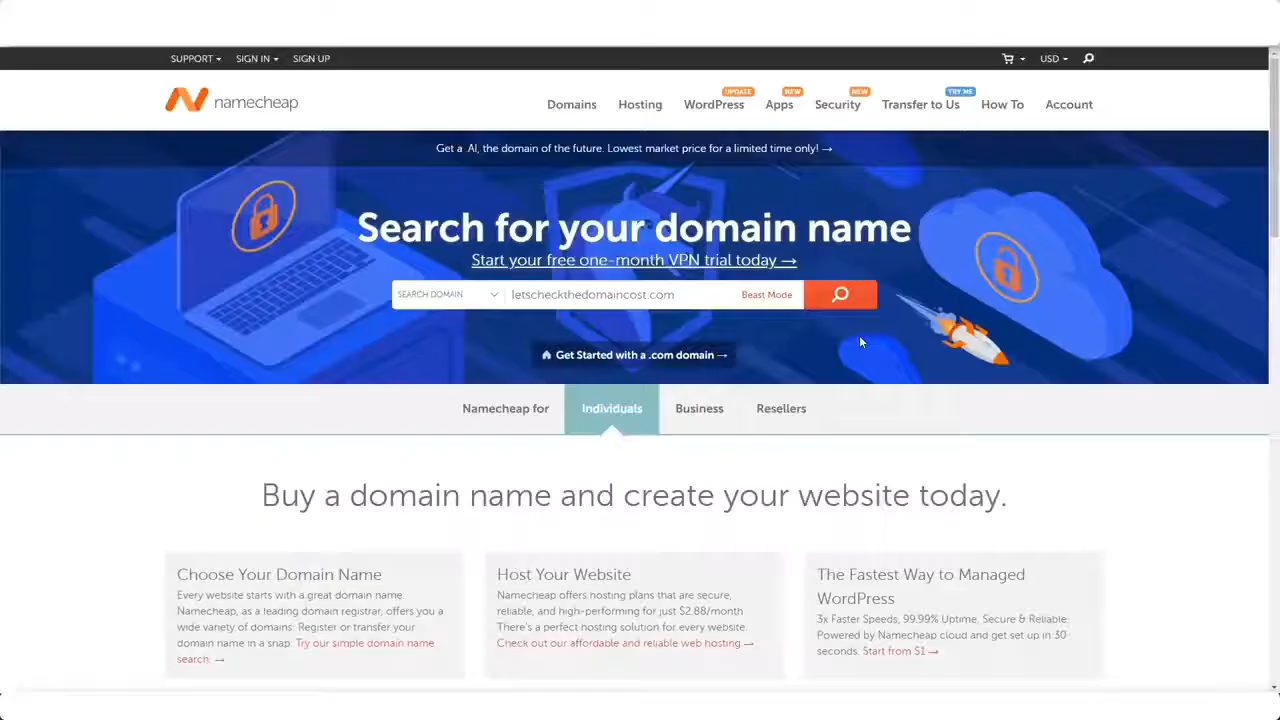 SUPPORT SIGN IN SIGN UP USD
namecheap
UPDATE NEW NEW TRY ME
Domains Hosting WordPress Apps Security Transfer to Us How To Account
Get a .AI, the domain of the future. Lowest market price for a limited time only! →
Search for your domain name
Start your free one-month VPN trial today →
SEARCH DOMAIN letscheckthedomaincost.com Beast Mode
Get Started with a .com domain →
Namecheap for Individuals Business Resellers
Buy a domain name and create your website today.
Choose Your Domain Name
Every website starts with a great domain name.
Namecheap, as a leading domain registrar, offers you a
wide variety of domains. Register or transfer your
domain name in a snap. Try our simple domain name
search. →
Host Your Website
Namecheap offers hosting plans that are secure,
reliable, and high-performing for just $2.88/month
There's a perfect hosting solution for every website.
Check out our affordable and reliable web hosting →
The Fastest Way to Managed
WordPress
3x Faster Speeds, 99.99% Uptime, Secure & Reliable.
Powered by Namecheap cloud and get set up in 30
seconds. Start from $1 →